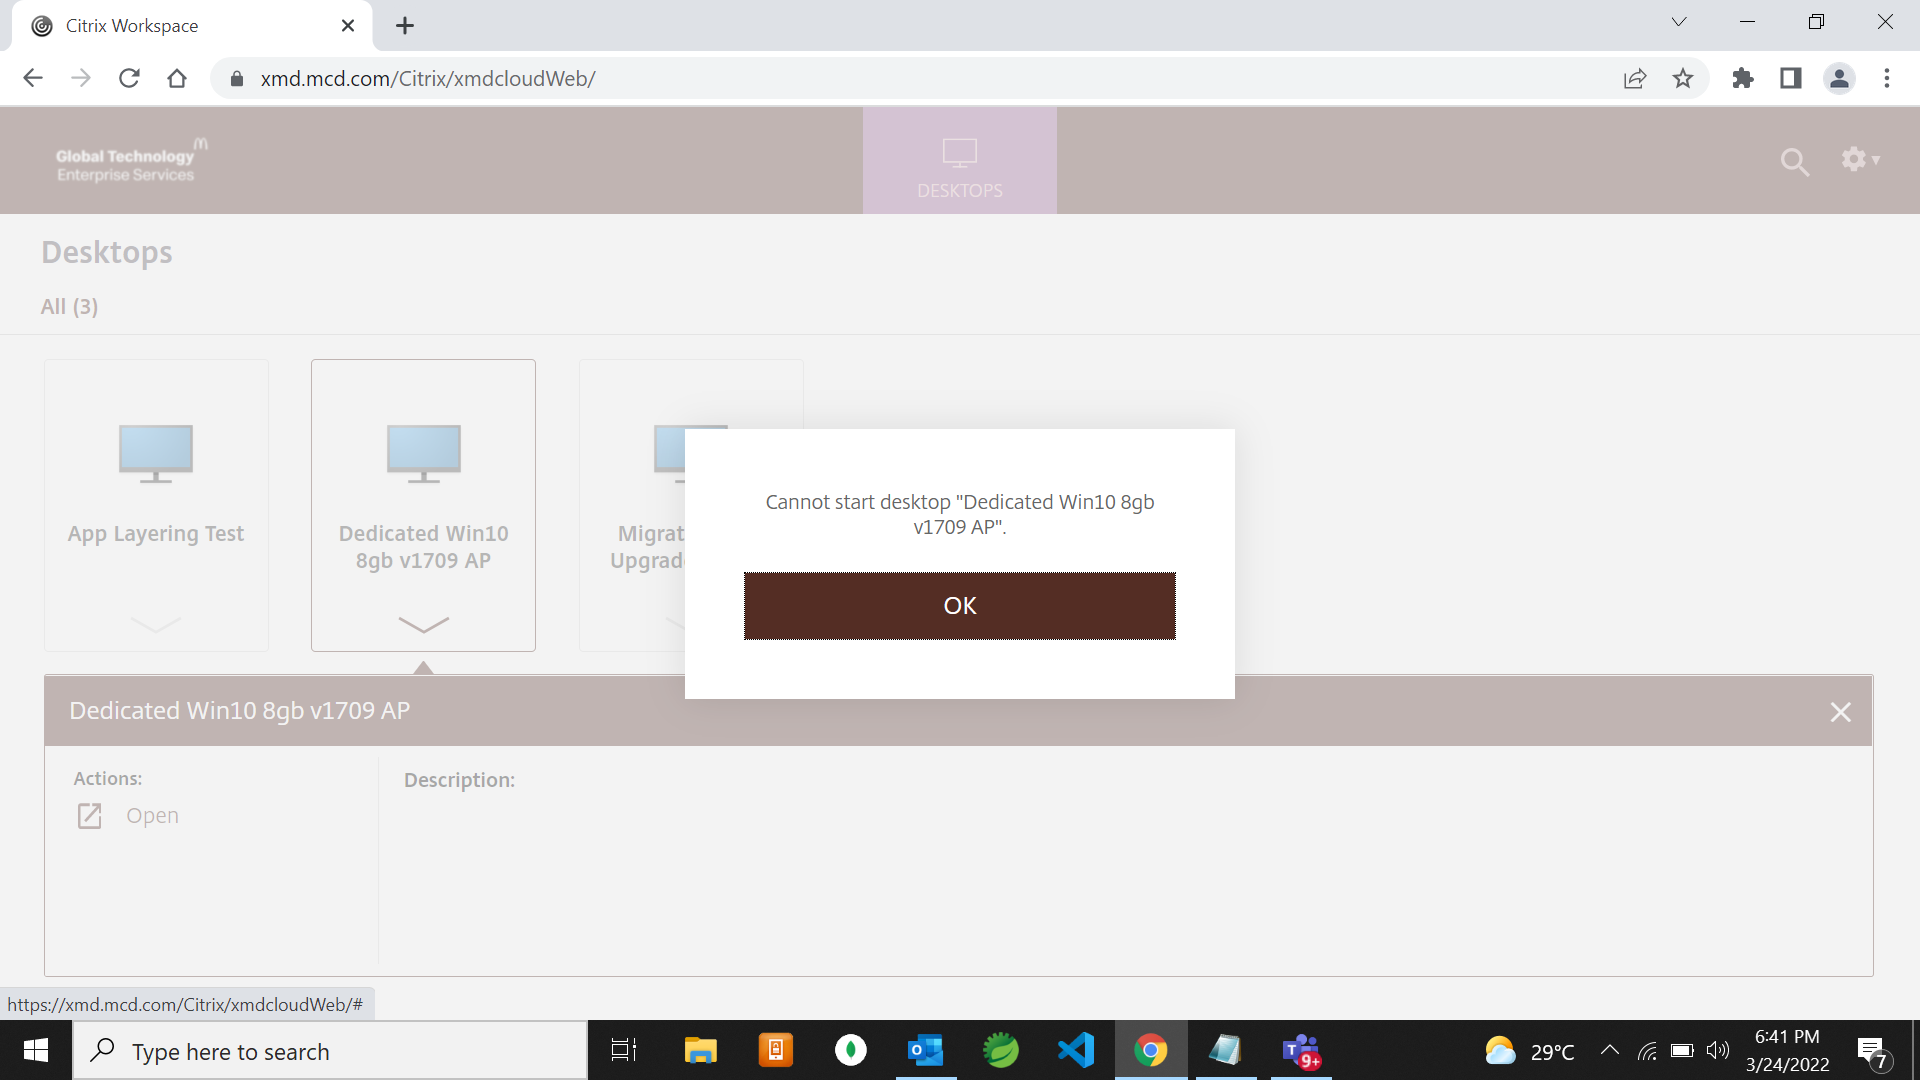 Citrix Workspace
xmd.mcd.com/Citrix/xmdcloudWeb/
Global Technology
Enterprise Services
DESKTOPS
Desktops
All (3)
App Layering Test
Dedicated Win10
8gb v1709 AP
Migrat
Upgrad
Cannot start desktop "Dedicated Win10 8gb
v1709 AP".
OK
Dedicated Win10 8gb v1709 AP
Actions:
Open
Description:
https://xmd.mcd.com/Citrix/xmdcloudWeb/#
Type here to search
9+
29°C
6:41 PM
3/24/2022
7